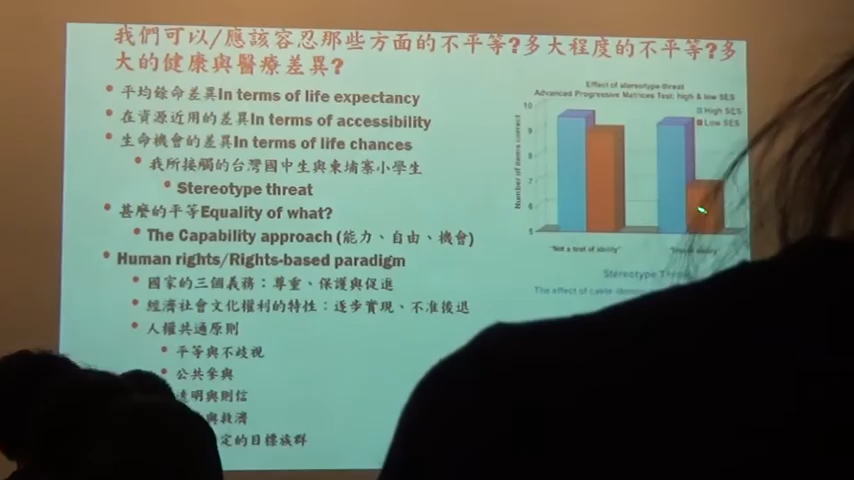 我們可以/應該容忍那些方面的不平等?多大程度的不平等?多
大的健康與醫療差異?
平均餘命差異In terms of life expectancy
在資源近用的差異In terms of accessibility
生命機會的差異In terms of life chances
我所接觸的台灣國中生與柬埔寨小學生
Stereotype threat
甚麼的平等Equality of what?
The Capability approach (能力、自由、機會)
Human rights/Rights-based paradigm
國家的三個義務：尊重、保護與促進
經濟社會文化權利的特性：逐步實現、不准後退
人權共通原則
平等與不歧視
公共參與
透明與則信
與救濟
定的目標族群
Effect of stereotype threat
Advanced Progressive Matrices Test: high & low SES
High SES
Low SES
Number of items correct
10
9
8
7
6
5
"Not a test of ability"
Stereotype
The effect of